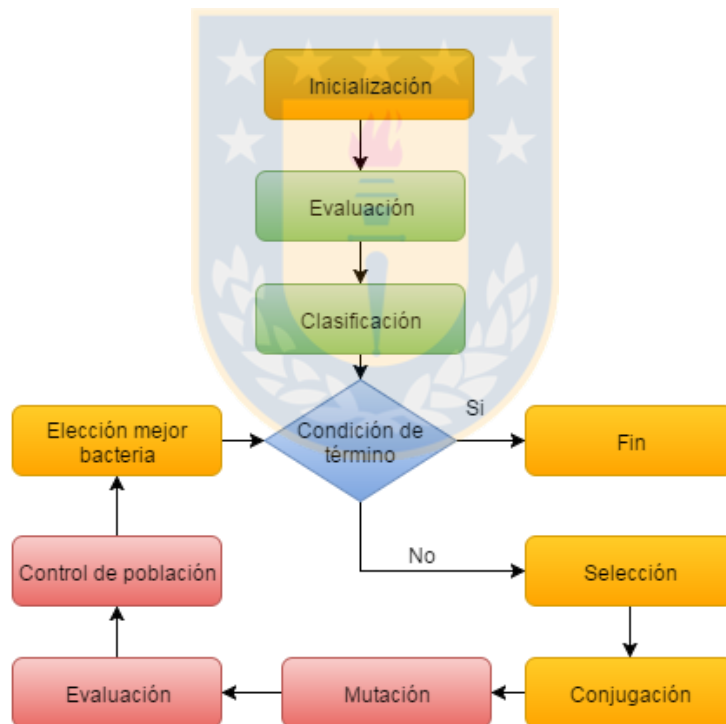 Inicialización
Evaluación
Clasificación
Elección mejor
bacteria
Condición de
término
Si
Fin
No
Control de población
Selección
Evaluación
Mutación
Conjugación